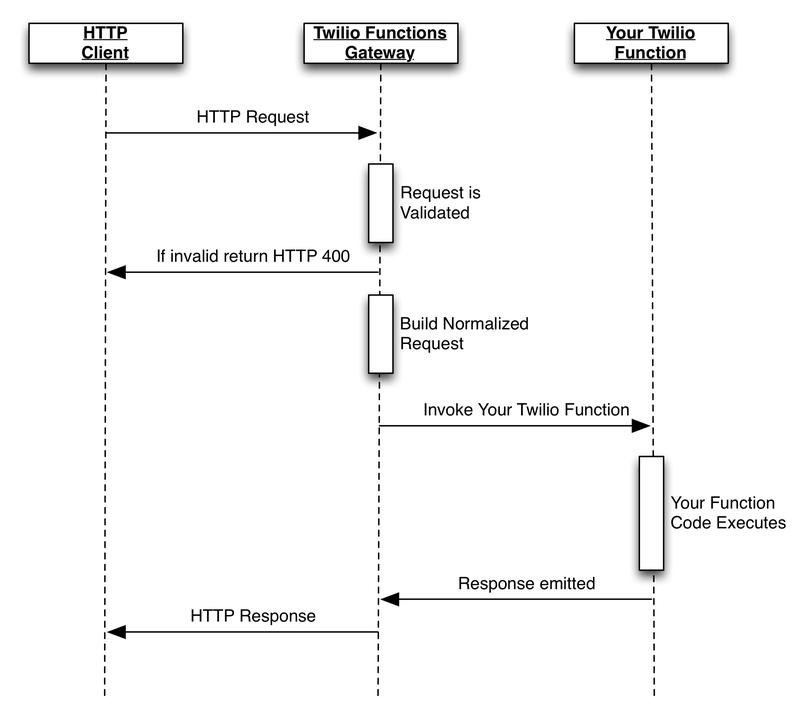 HTTP
Client
Twilio Functions
Gateway
Your Twilio
Function
HTTP Request
Request is
Validated
If invalid return HTTP 400
Build Normalized
Request
Invoke Your Twilio Function
Your Function
Code Executes
Response emitted
HTTP Response